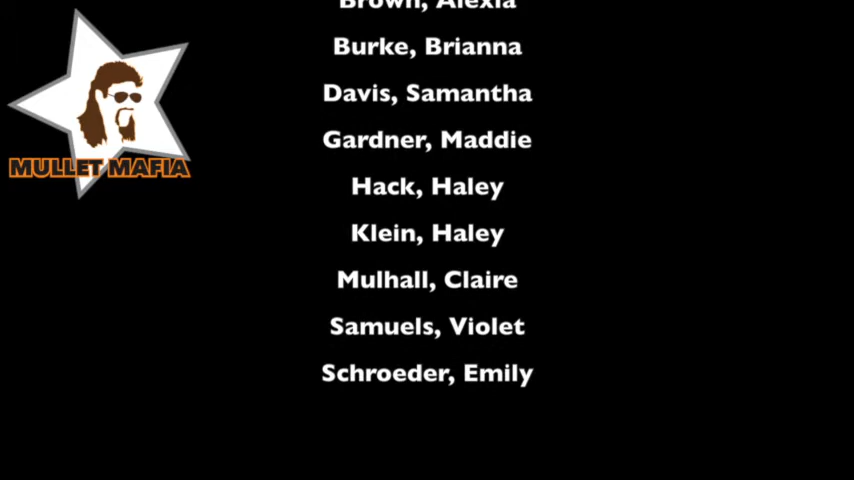 Brown, Alexia
Burke, Brianna
Davis, Samantha
Gardner, Maddie
Hack, Haley
Klein, Haley
Mulhall, Claire
Samuels, Violet
Schroeder, Emily
MULLET MAFIA